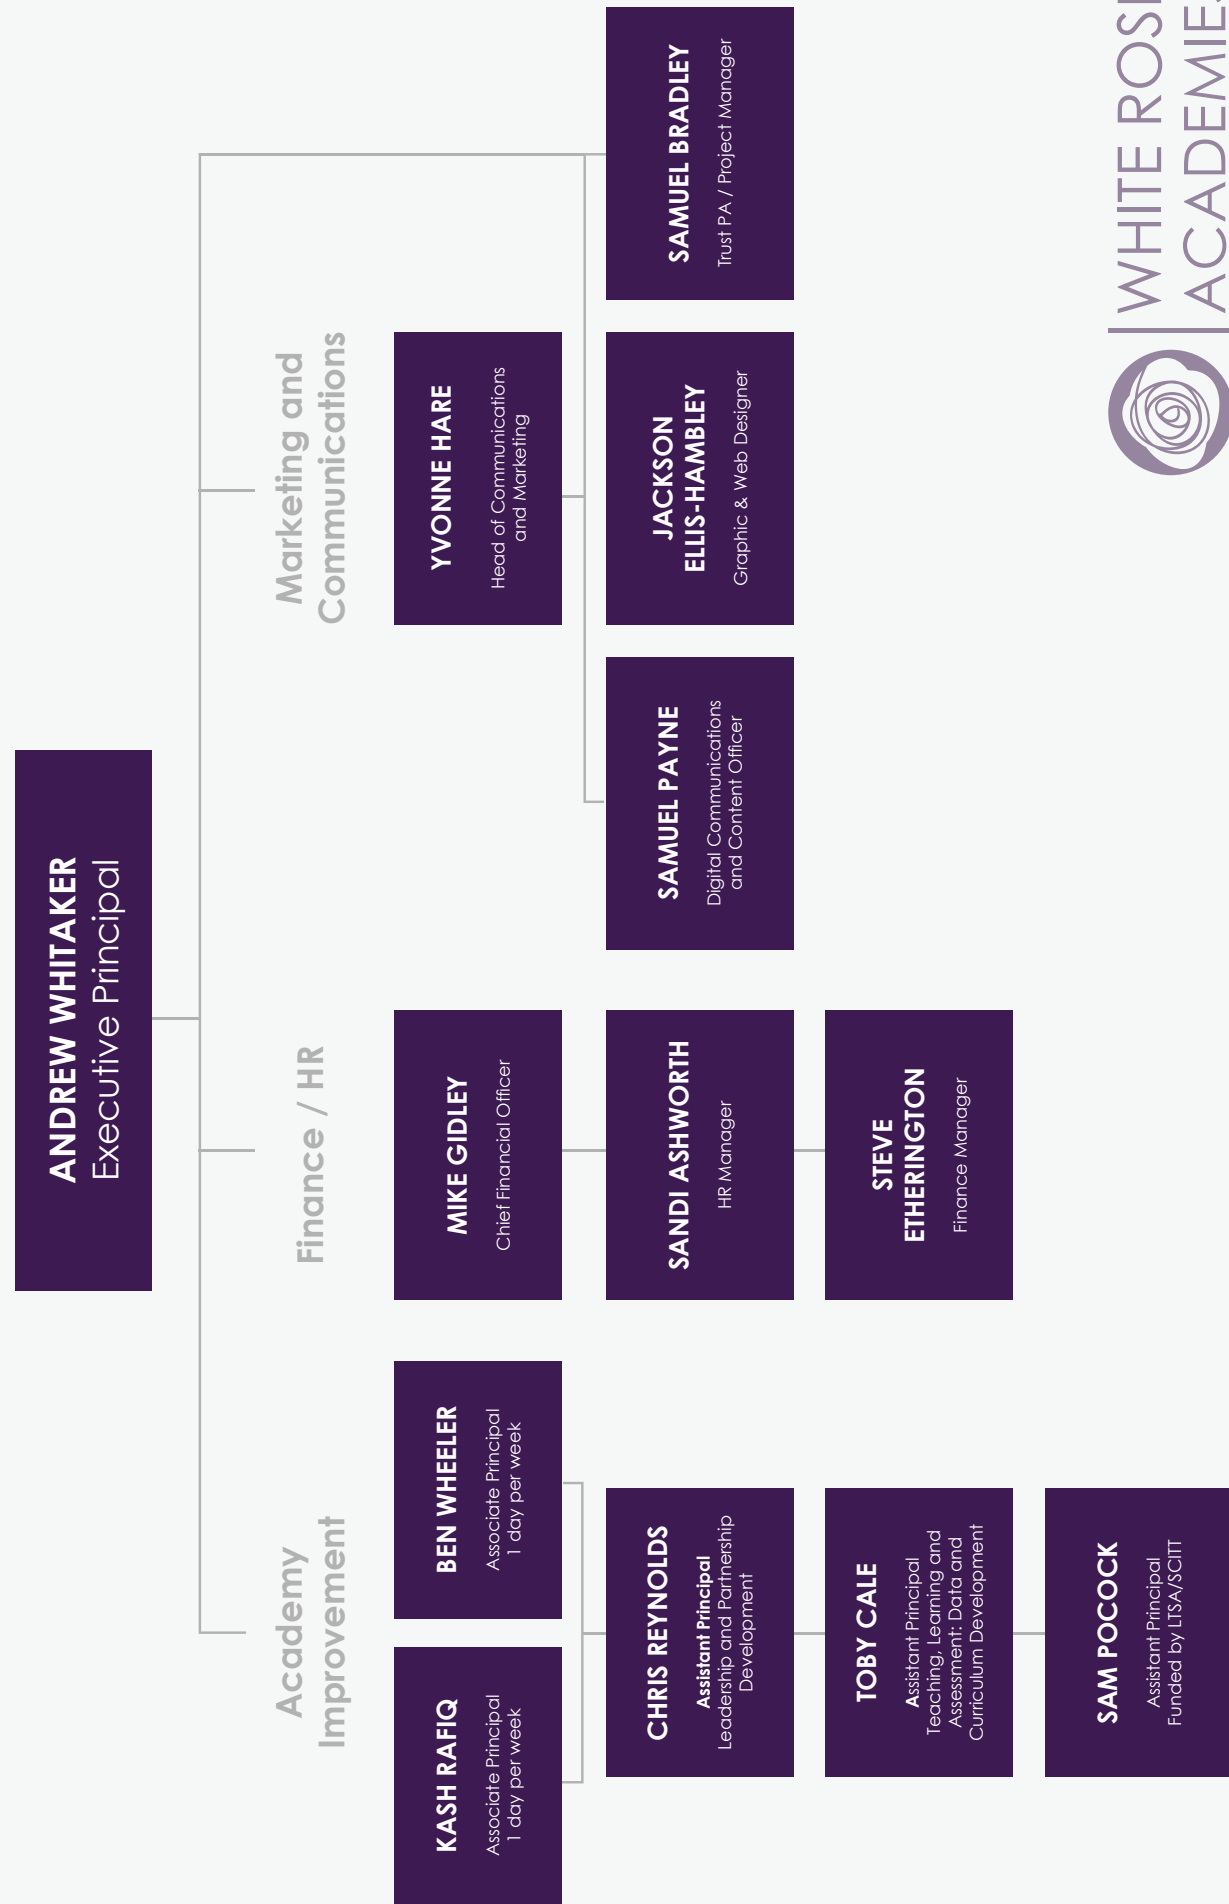 ANDREW WHITAKER
Executive Principal
Academy
Improvement
Finance / HR
Marketing and
Communications
KASH RAFIQ
Associate Principal
1 day per week
BEN WHEELER
Associate Principal
1 day per week
MIKE GIDLEY
Chief Financial Officer
YVONNE HARE
Head of Communications
and Marketing
CHRIS REYNOLDS
Assistant Principal
Leadership and Partnership
Development
SANDI ASHWORTH
HR Manager
SAMUEL PAYNE
Digital Communications
and Content Officer
JACKSON
ELLIS-HAMBLEY
Graphic & Web Designer
SAMUEL BRADLEY
Trust PA / Project Manager
TOBY CALE
Assistant Principal
Teaching, Learning and
Assessment: Data and
Curriculum Development
STEVE
ETHERINGTON
Finance Manager
SAM POCOCK
Assistant Principal
Funded by LTSA/SCITT
WHITE ROSE
ACADEMIES